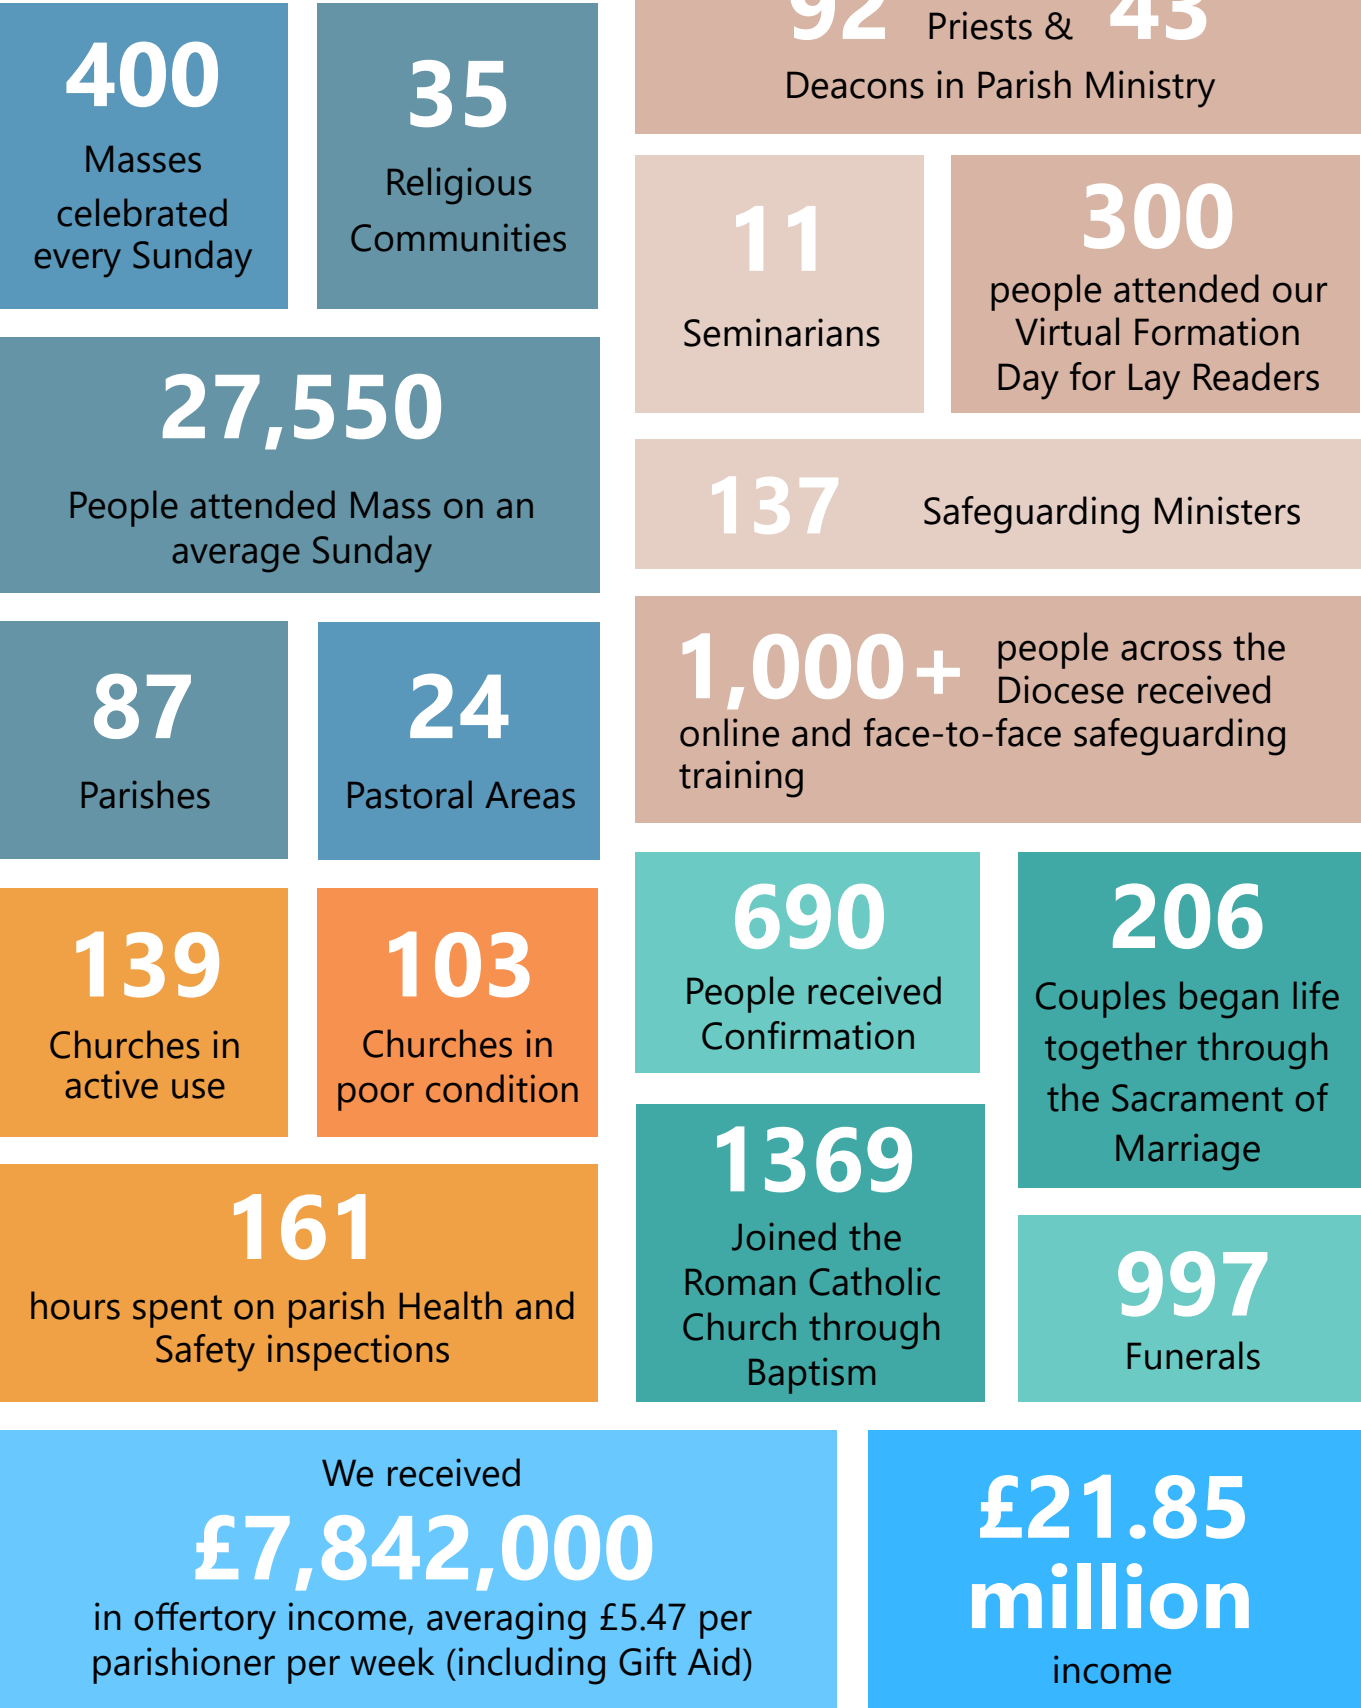 400
Masses
celebrated
every Sunday
35
Religious
Communities
92 Priests & 43
Deacons in Parish Ministry
11
Seminarians
300
people attended our
Virtual Formation
Day for Lay Readers
27,550
People attended Mass on an
average Sunday
137 Safeguarding Ministers
1,000+ people across the
Diocese received
online and face-to-face safeguarding
training
87
Parishes
24
Pastoral Areas
139
Churches in
active use
103
Churches in
poor condition
690
People received
Confirmation
206
Couples began life
together through
the Sacrament of
Marriage
161
hours spent on parish Health and
Safety inspections
1369
Joined the
Roman Catholic
Church through
Baptism
997
Funerals
We received
£7,842,000
in offertory income, averaging £5.47 per
parishioner per week (including Gift Aid)
£21.85
million
income